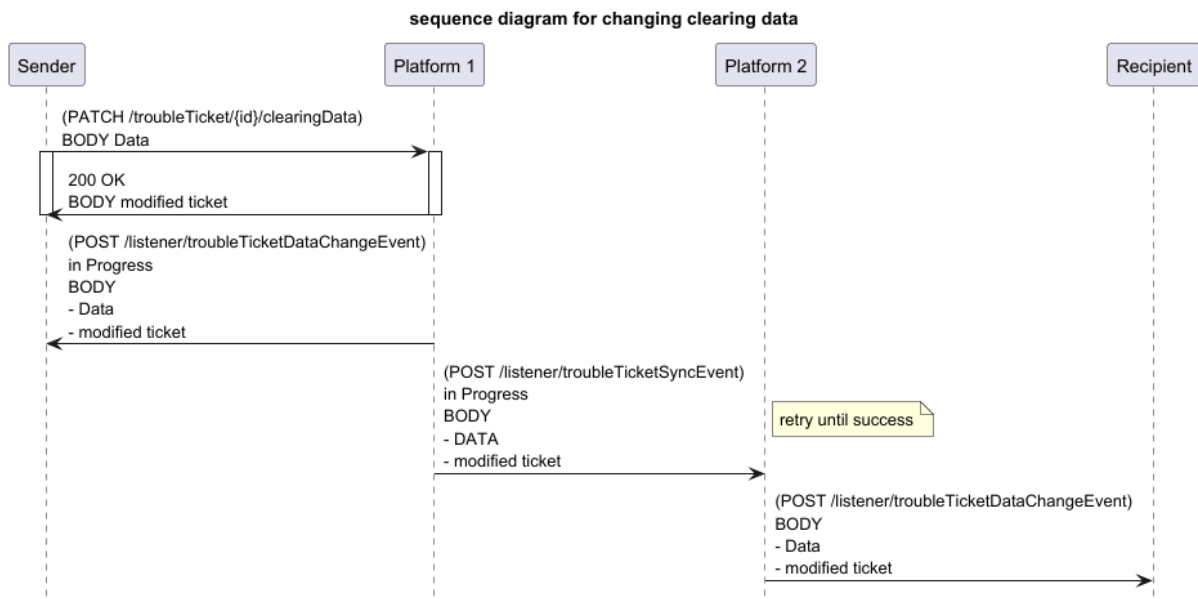 sequence diagram for changing clearing data
Sender
Platform 1
Platform 2
Recipient
(PATCH /troubleTicket/{id}/clearingData)
BODY Data
200 OK
BODY modified ticket
(POST /listener/troubleTicketDataChangeEvent)
in Progress
BODY
- Data
- modified ticket
(POST /listener/troubleTicketSyncEvent)
in Progress
BODY
- DATA
- modified ticket
retry until success
(POST /listener/troubleTicketDataChangeEvent)
BODY
- Data
- modified ticket